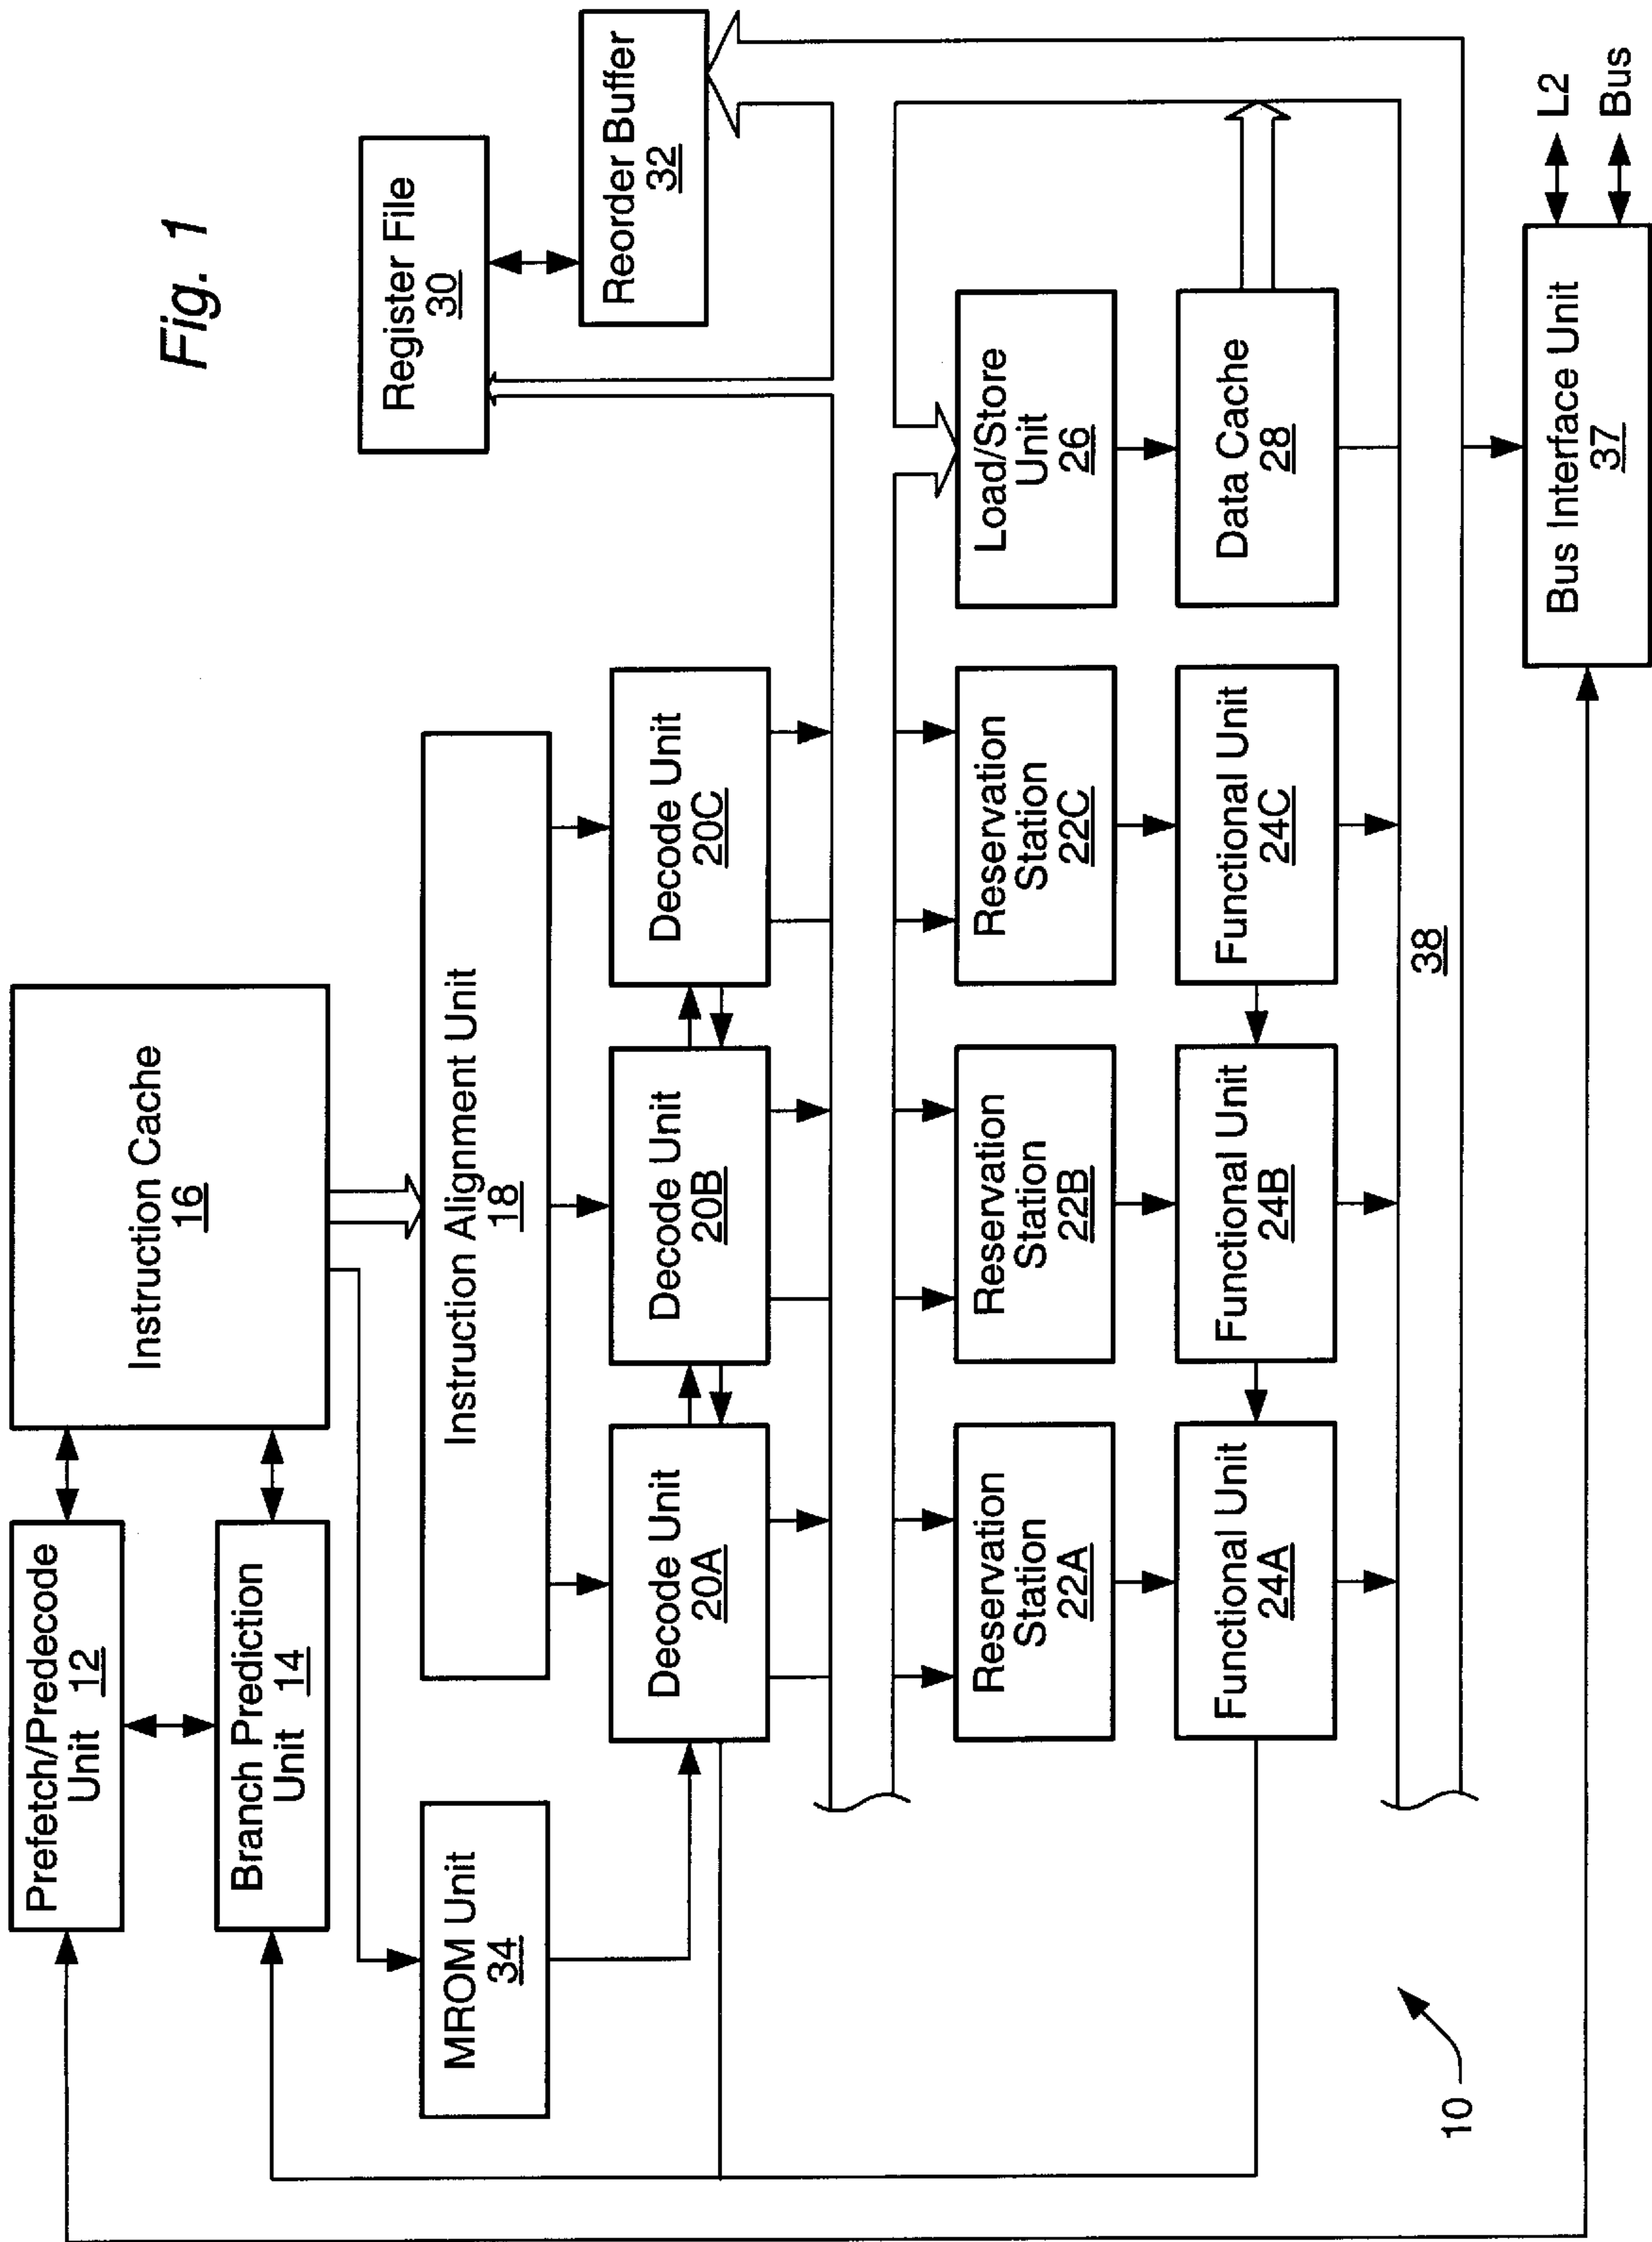 Fig. 1
Prefetch/Predecode
Unit 12
Branch Prediction
Unit 14
Instruction Cache
16
Register File
30
Reorder Buffer
32
MROM Unit
34
Instruction Alignment Unit
18
Decode Unit
20A
Decode Unit
20B
Decode Unit
20C
Reservation
Station
22A
Reservation
Station
22B
Reservation
Station
22C
Load/Store
Unit
26
Functional Unit
24A
Functional Unit
24B
Functional Unit
24C
Data Cache
28
38
10
Bus Interface Unit
37
L2
Bus